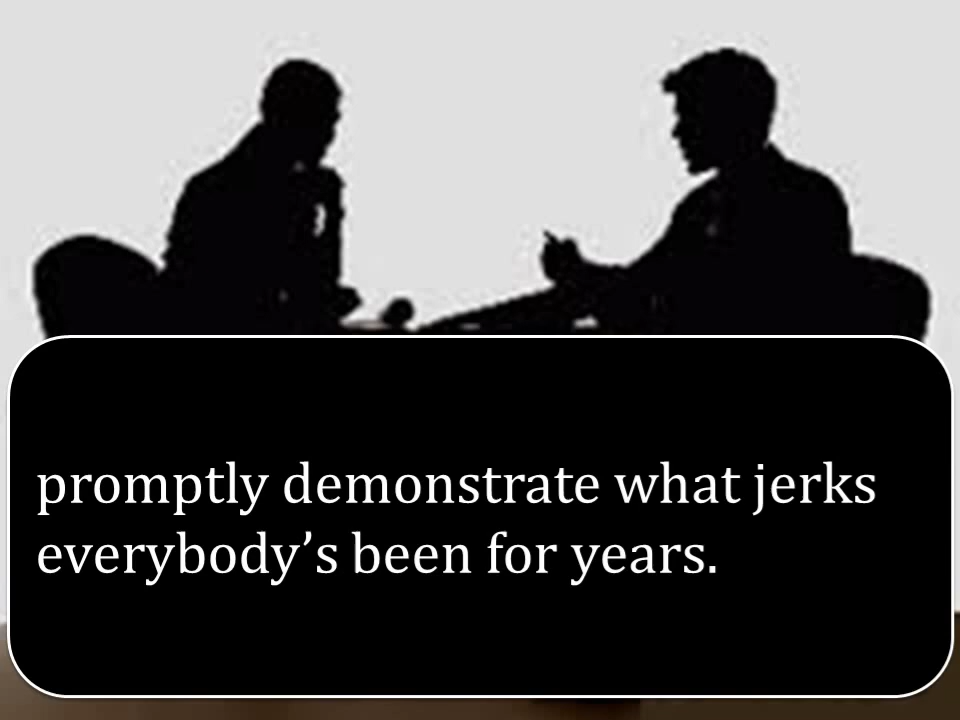 promptly demonstrate what jerks
everybody’s been for years.